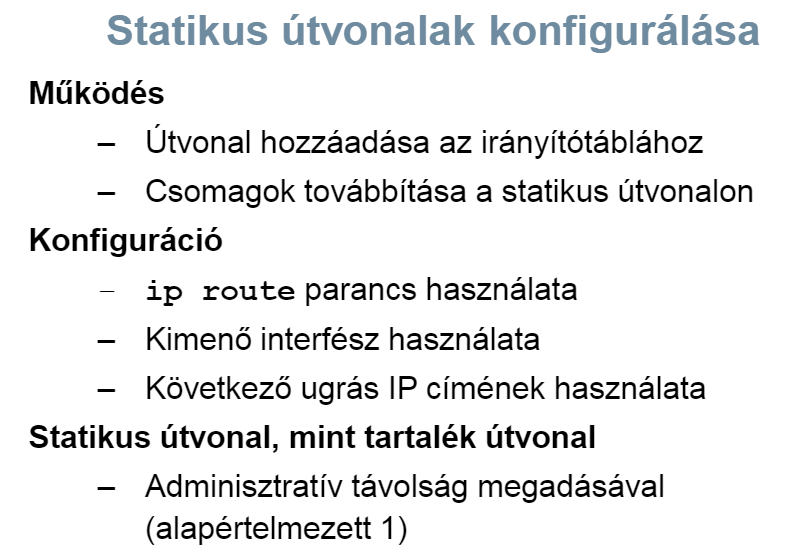 Statikus útvonalak konfigurálása
Működés
– Útvonal hozzáadása az irányítótáblához
– Csomagok továbbítása a statikus útvonalon
Konfiguráció
– ip route parancs használata
– Kimenő interfész használata
– Következő ugrás IP címének használata
Statikus útvonal, mint tartalék útvonal
– Adminisztratív távolság megadásával
(alapértelmezett 1)